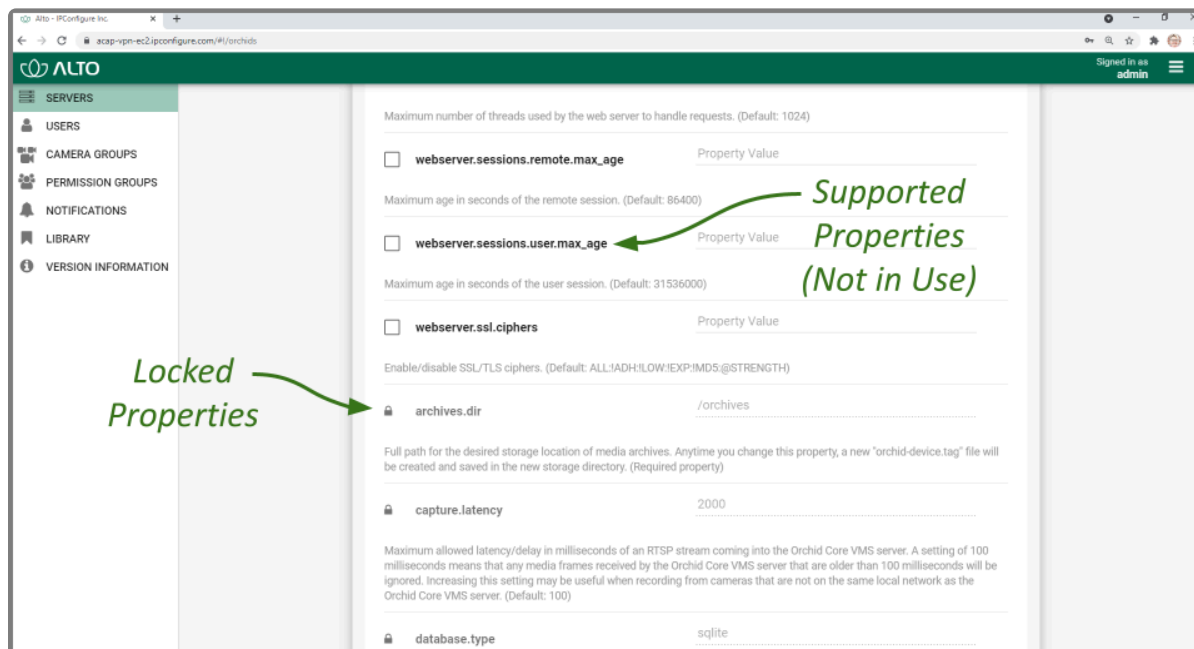 Alto - IPConfigure Inc.
acap-vpn-ec2.ipconfigure.com/#!/orchids
ALTO
Signed in as
admin
SERVERS
USERS
CAMERA GROUPS
PERMISSION GROUPS
NOTIFICATIONS
LIBRARY
VERSION INFORMATION
Maximum number of threads used by the web server to handle requests. (Default: 1024)
webserver.sessions.remote.max_age
Property Value
Maximum age in seconds of the remote session. (Default: 86400)
webserver.sessions.user.max_age
Property Value
Supported
Properties
(Not in Use)
Maximum age in seconds of the user session. (Default: 31536000)
webserver.ssl.ciphers
Property Value
Enable/disable SSL/TLS ciphers. (Default: ALL:!ADH:!LOW:!EXP:!MD5:@STRENGTH)
Locked
Properties
archives.dir
/orchives
Full path for the desired storage location of media archives. Anytime you change this property, a new "orchid-device.tag" file will
be created and saved in the new storage directory. (Required property)
capture.latency
2000
Maximum allowed latency/delay in milliseconds of an RTSP stream coming into the Orchid Core VMS server. A setting of 100
milliseconds means that any media frames received by the Orchid Core VMS server that are older than 100 milliseconds will be
ignored. Increasing this setting may be useful when recording from cameras that are not on the same local network as the
Orchid Core VMS server. (Default: 100)
database.type
sqlite